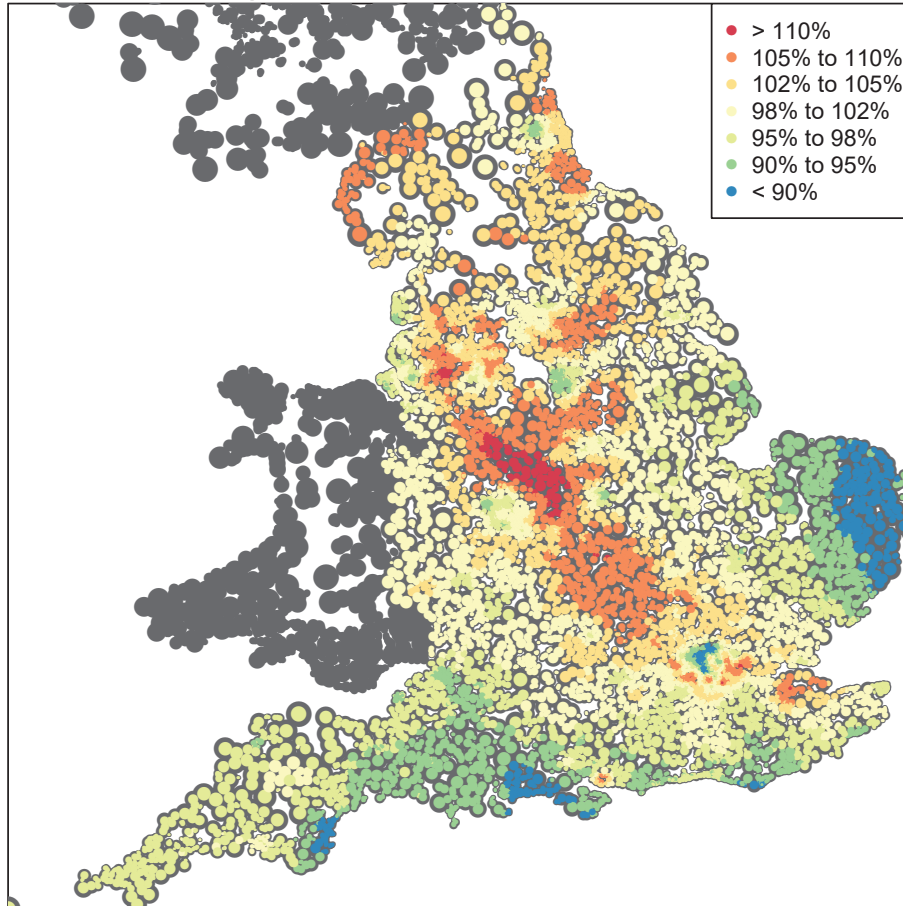 > 110%
105% to 110%
102% to 105%
98% to 102%
95% to 98%
90% to 95%
< 90%